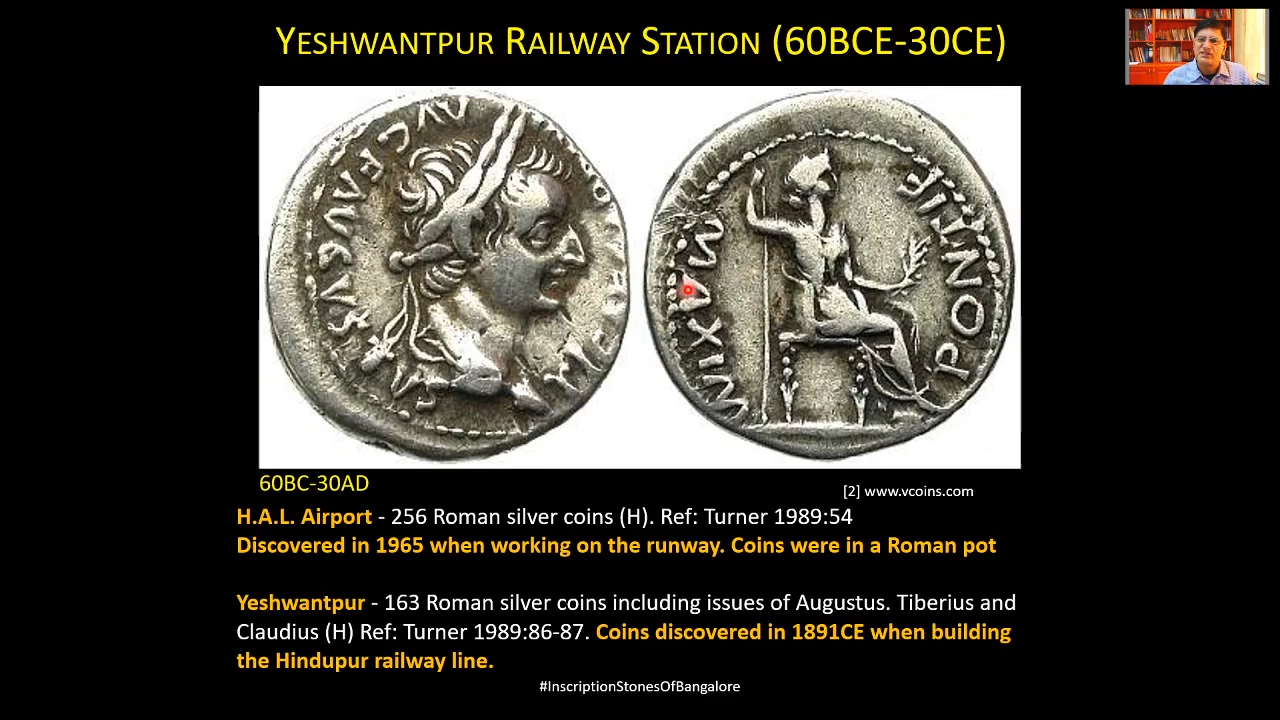 YESHWANTPUR RAILWAY STATION (60BCE-30CE)
PONTIF MAXIM
60BC-30AD
[2] www.vcoins.com
H.A.L. Airport - 256 Roman silver coins (H). Ref: Turner 1989:54
Discovered in 1965 when working on the runway. Coins were in a Roman pot
Yeshwantpur - 163 Roman silver coins including issues of Augustus. Tiberius and
Claudius (H) Ref: Turner 1989:86-87. Coins discovered in 1891CE when building
the Hindupur railway line.
#InscriptionStonesOfBangalore